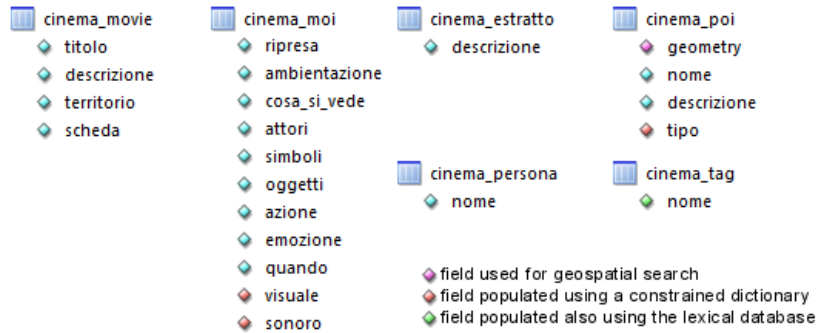 cinema_movie
titolo
descrizione
territorio
scheda
cinema_moi
ripresa
ambientazione
cosa_si_vede
attori
simboli
oggetti
azione
emozione
quando
visuale
sonoro
cinema_estratto
descrizione
cinema_poi
geometry
nome
descrizione
tipo
cinema_persona
nome
cinema_tag
nome
field used for geospatial search
field populated using a constrained dictionary
field populated also using the lexical database